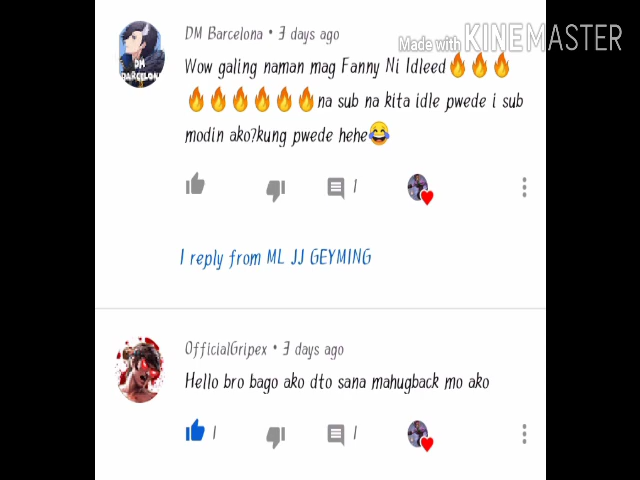 DM Barcelona • 3 days ago
Made with KINEMASTER
Wow galing naman mag Fanny Ni Idleed🔥🔥🔥
🔥🔥🔥🔥🔥🔥na sub na kita idle pwede i sub
modin ako?kung pwede hehe😂
DM
BARCELONA
1
1 reply from ML JJ GEYMING
OfficialGripex • 3 days ago
Hello bro bago ako dto sana mahugback mo ako
1 1